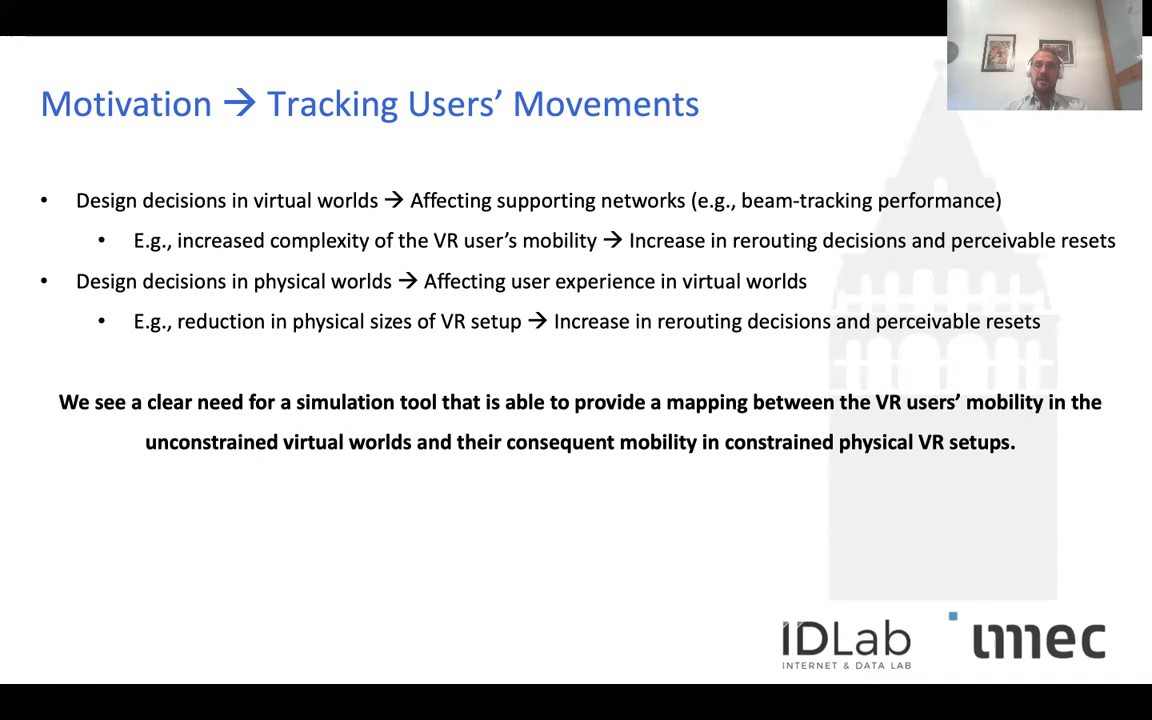 Motivation → Tracking Users’ Movements
• Design decisions in virtual worlds → Affecting supporting networks (e.g., beam-tracking performance)
• E.g., increased complexity of the VR user’s mobility → Increase in rerouting decisions and perceivable resets
• Design decisions in physical worlds → Affecting user experience in virtual worlds
• E.g., reduction in physical sizes of VR setup → Increase in rerouting decisions and perceivable resets
We see a clear need for a simulation tool that is able to provide a mapping between the VR users’ mobility in the
unconstrained virtual worlds and their consequent mobility in constrained physical VR setups.
IDLab
INTERNET & DATA LAB
imec